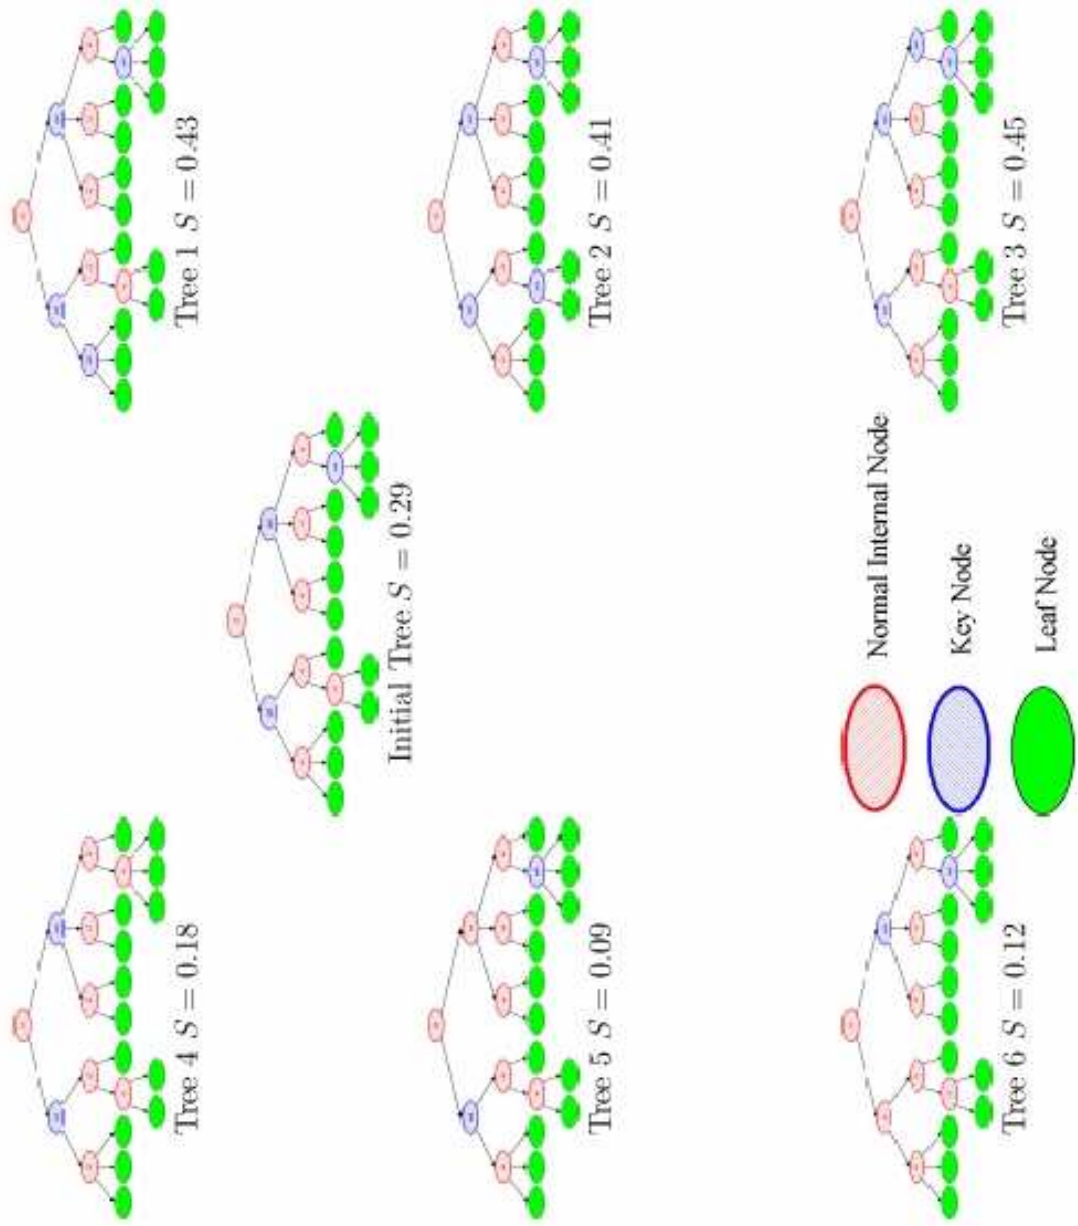 Tree 1 S = 0.43
Tree 2 S = 0.41
Tree 3 S = 0.45
Initial Tree S = 0.29
Normal Internal Node
Key Node
Leaf Node
Tree 4 S = 0.18
Tree 5 S = 0.09
Tree 6 S = 0.12